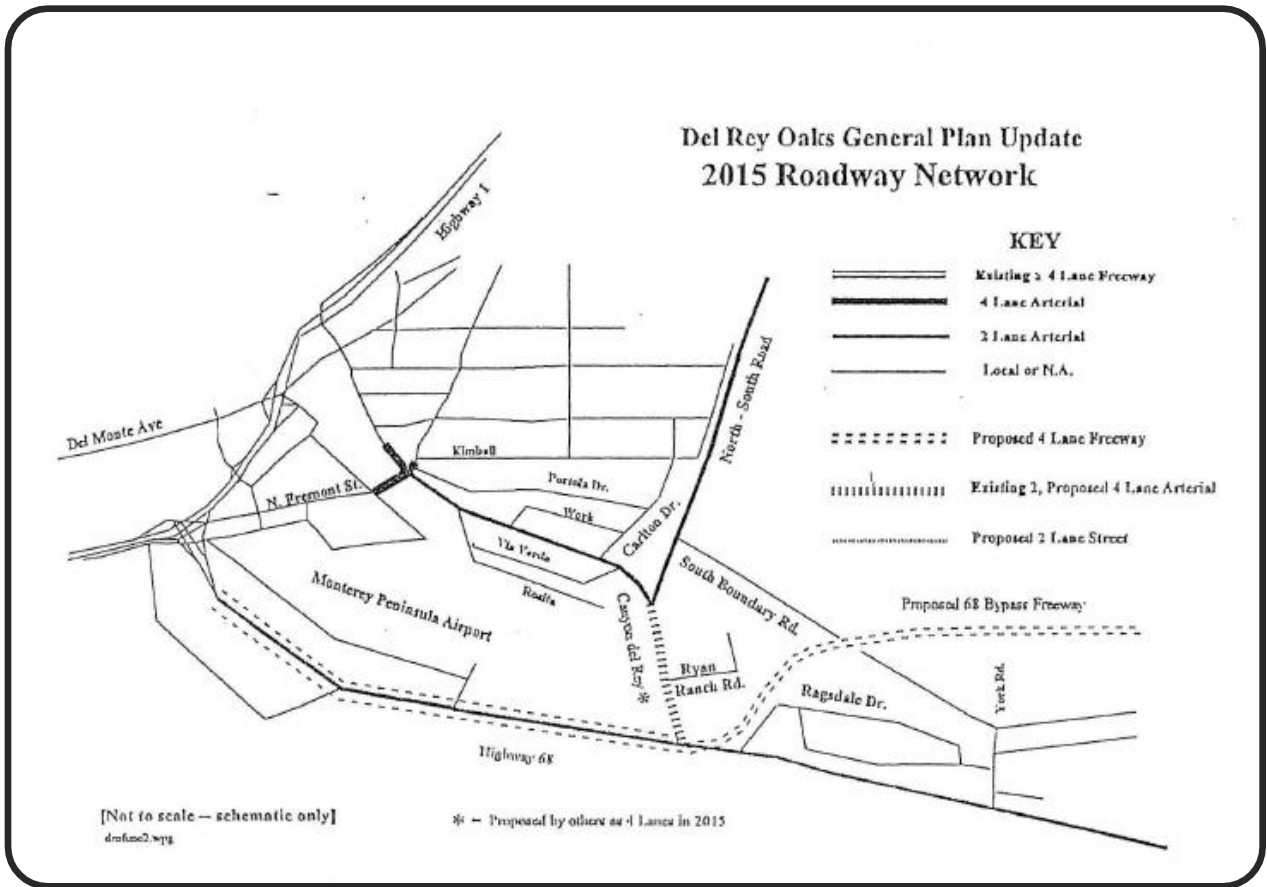 Del Rey Oaks General Plan Update
2015 Roadway Network
KEY
Existing ≥ 4 Lane Freeway
4 Lane Arterial
2 Lane Arterial
Local or N.A.
Proposed 4 Lane Freeway
Existing 2, Proposed 4 Lane Arterial
Proposed 2 Lane Street
Highway 1
North - South Road
Del Monte Ave
Kimball
Portola Dr.
N. Fremont St.
Work
Carlton Dr.
Via Verde
Rosita
South Boundary Rd.
Monterey Peninsula Airport
Canyon del Rey *
Proposed 68 Bypass Freeway
Ryan
Ranch Rd.
Ragsdale Dr.
York Rd.
Highway 68
[Not to scale – schematic only]
* – Proposed by others as 4 Lanes in 2015